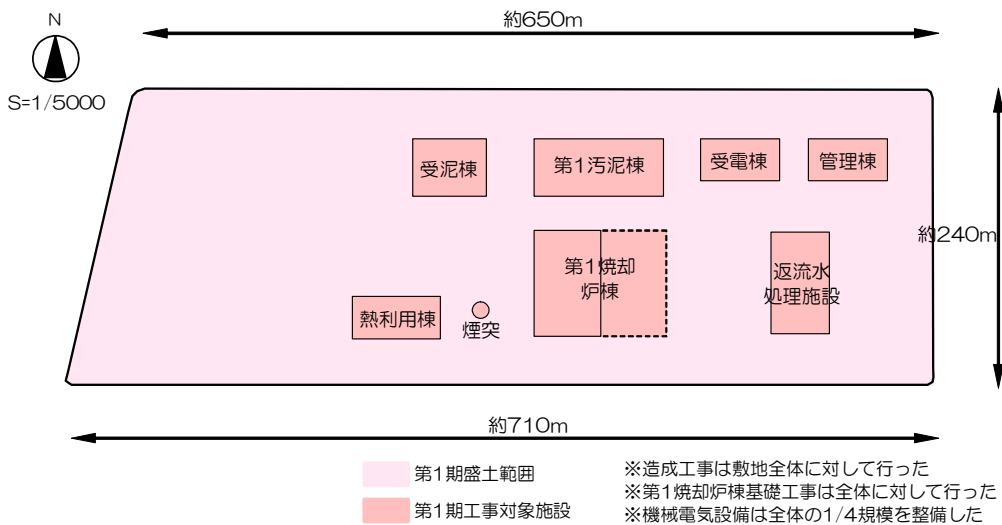 N
S=1/5000
約650m
受泥棟
第1汚泥棟
受電棟
管理棟
約240m
第1焼却
炉棟
返流水
処理施設
熱利用棟
煙突
約710m
第1期盛土範囲
第1期工事対象施設
※造成工事は敷地全体に対して行った
※第1焼却炉棟基礎工事は全体に対して行った
※機械電気設備は全体の1/4規模を整備した